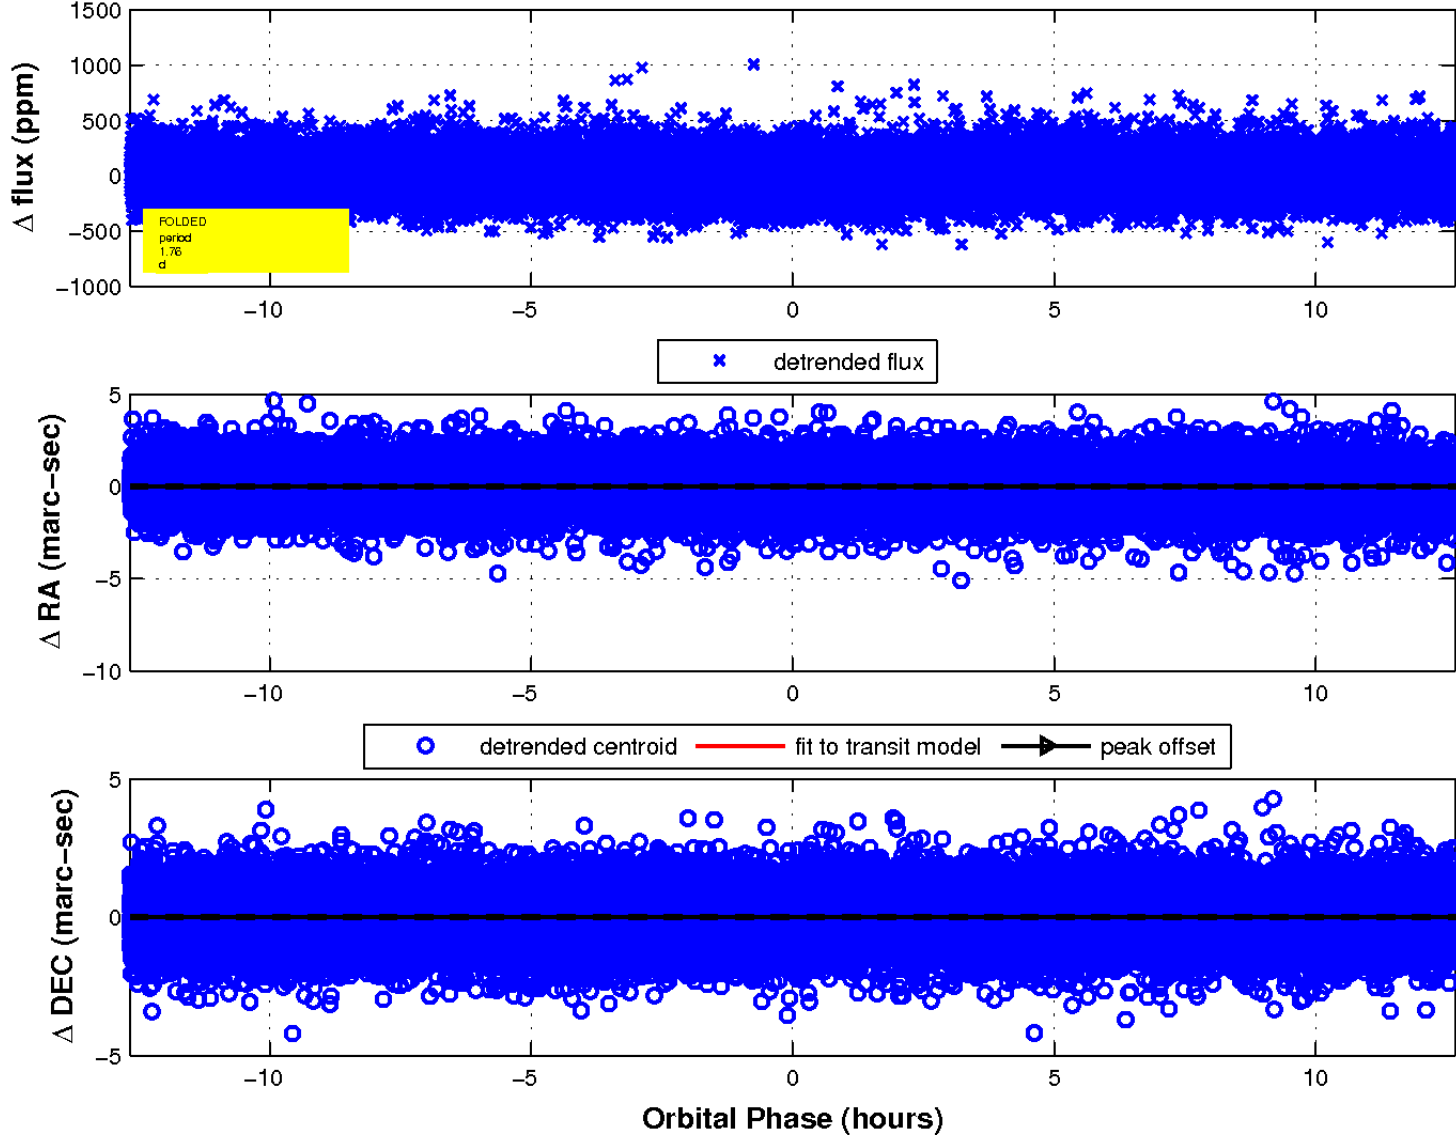 1500
1000
500
0
−500
−1000
Δ flux (ppm)
FOLDED
period
1.76
d
−10
−5
0
5
10
detrended flux
5
0
−5
−10
Δ RA (marc−sec)
−10
−5
0
5
10
detrended centroid
fit to transit model
peak offset
5
0
−5
Δ DEC (marc−sec)
−10
−5
0
5
10
Orbital Phase (hours)